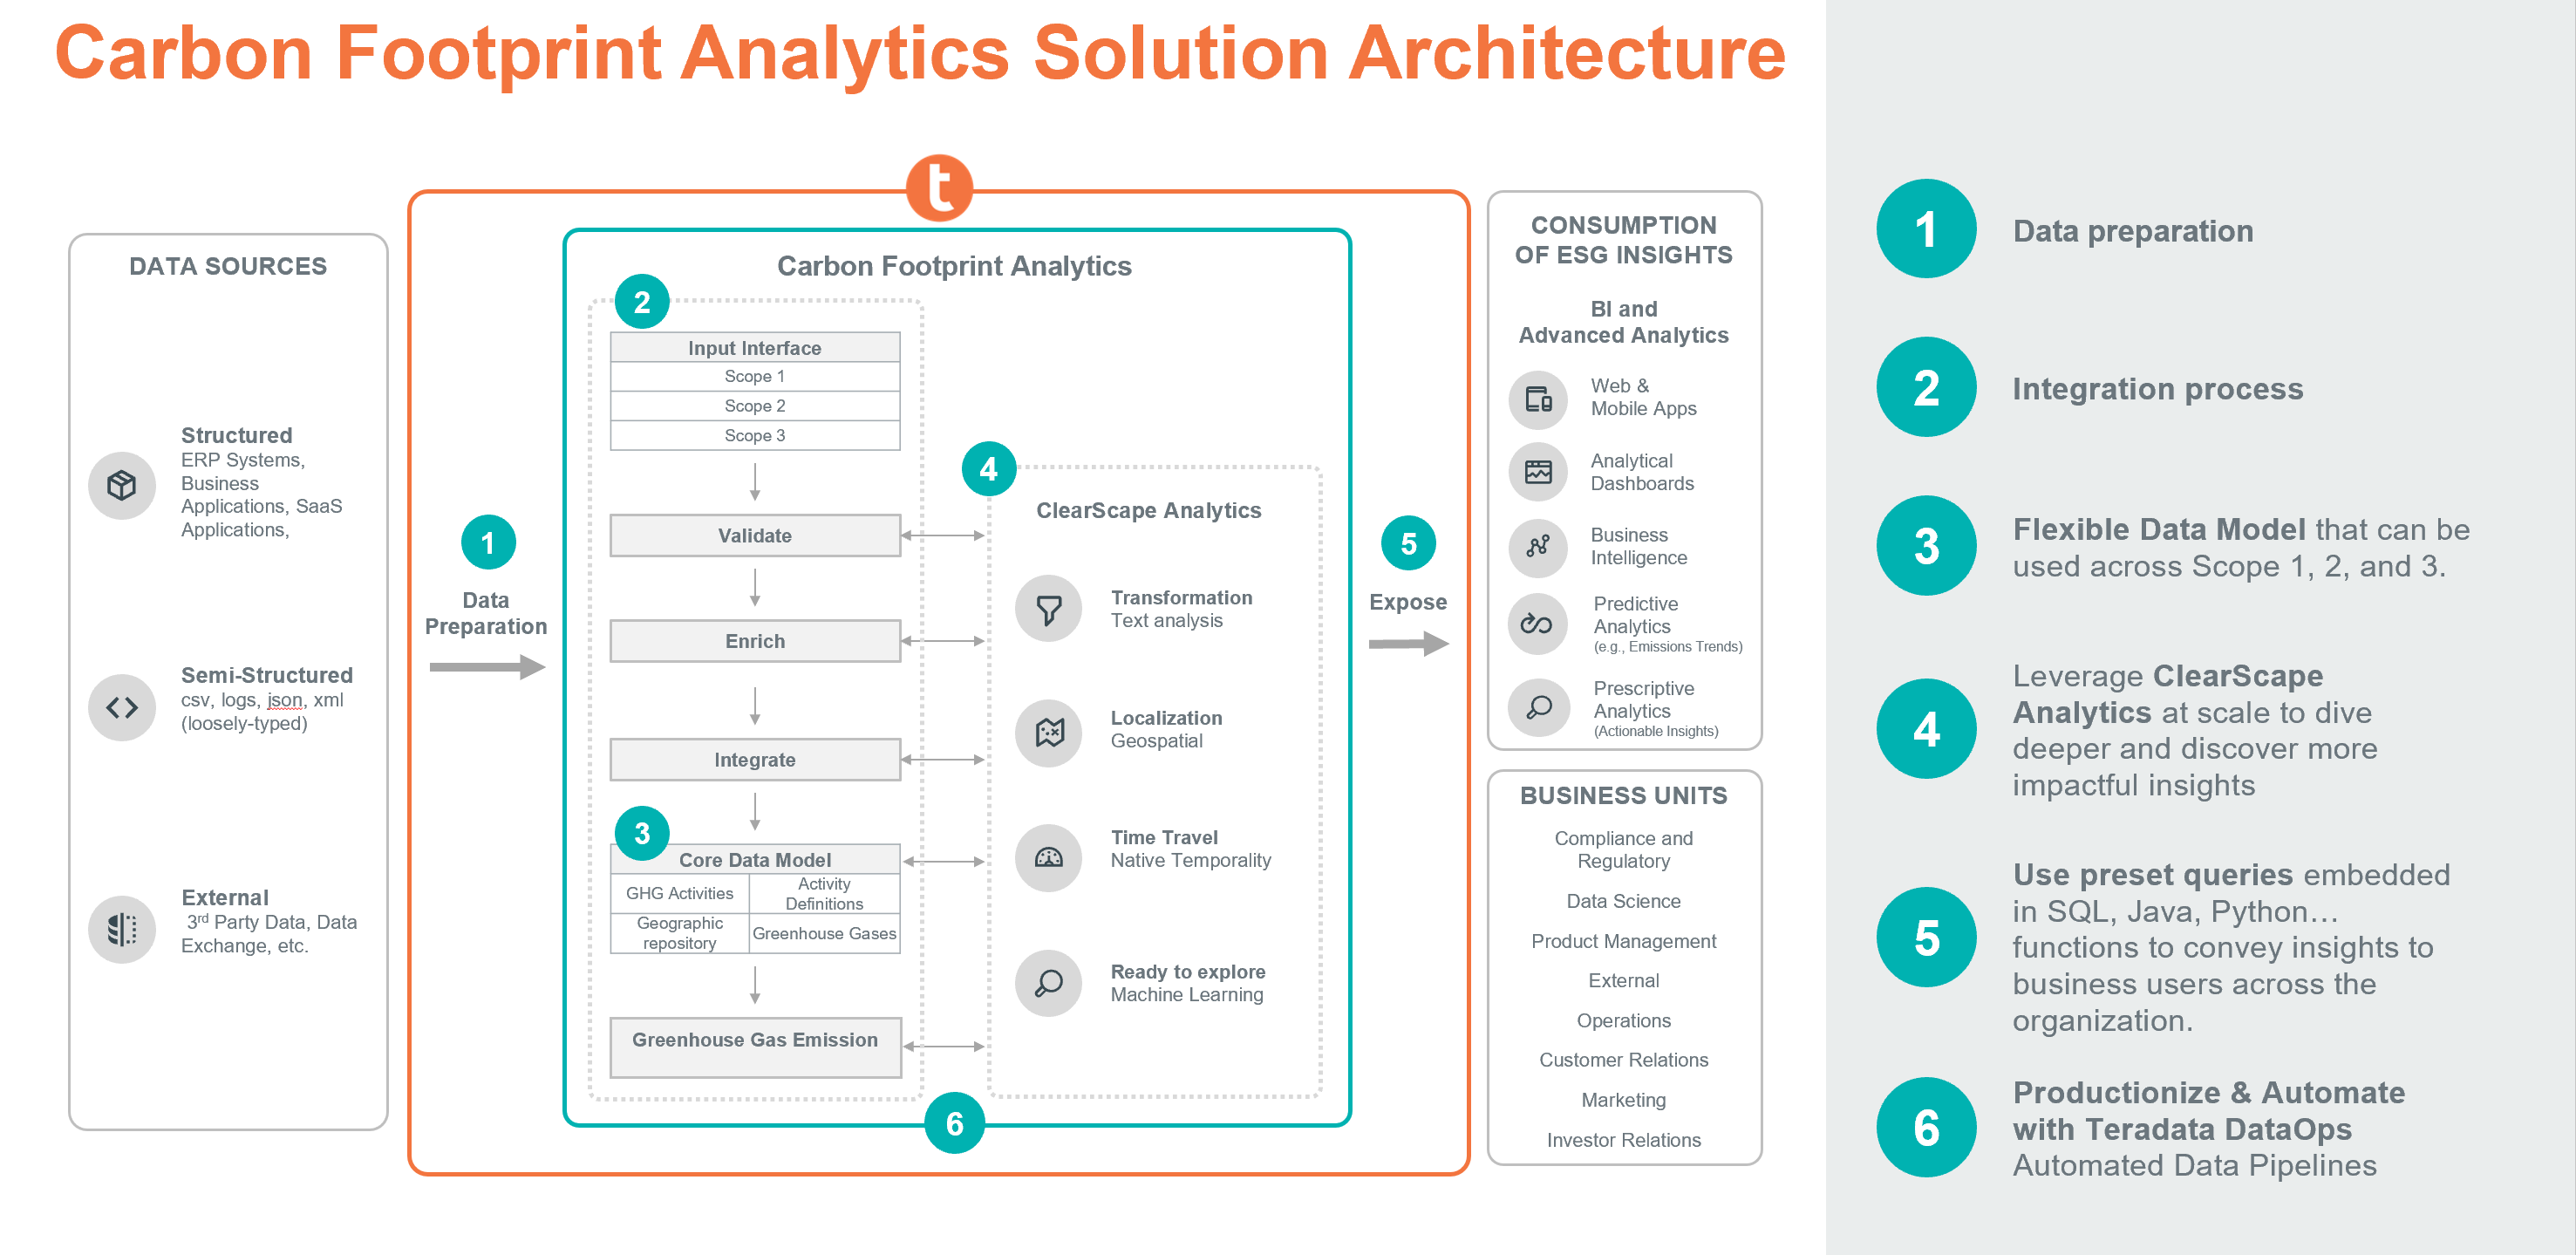 Carbon Footprint Analytics Solution Architecture
t
DATA SOURCES
Structured
ERP Systems,
Business
Applications, SaaS
Applications,
Semi-Structured
csv, logs, json, xml
(loosely-typed)
External
3rd Party Data, Data
Exchange, etc.
1
Data
Preparation
Carbon Footprint Analytics
2
Input Interface
Scope 1
Scope 2
Scope 3
Validate
Enrich
Integrate
3
Core Data Model
GHG Activities
Activity
Definitions
Geographic
repository
Greenhouse Gases
Greenhouse Gas Emission
4
ClearScape Analytics
Transformation
Text analysis
Localization
Geospatial
Time Travel
Native Temporality
Ready to explore
Machine Learning
6
5
Expose
CONSUMPTION
OF ESG INSIGHTS
BI and
Advanced Analytics
Web &
Mobile Apps
Analytical
Dashboards
Business
Intelligence
Predictive
Analytics
(e.g., Emissions Trends)
Prescriptive
Analytics
(Actionable Insights)
BUSINESS UNITS
Compliance and
Regulatory
Data Science
Product Management
External
Operations
Customer Relations
Marketing
Investor Relations
1
Data preparation
2
Integration process
3
Flexible Data Model that can be
used across Scope 1, 2, and 3.
4
Leverage ClearScape
Analytics at scale to dive
deeper and discover more
impactful insights
5
Use preset queries embedded
in SQL, Java, Python…
functions to convey insights to
business users across the
organization.
6
Productionize & Automate
with Teradata DataOps
Automated Data Pipelines